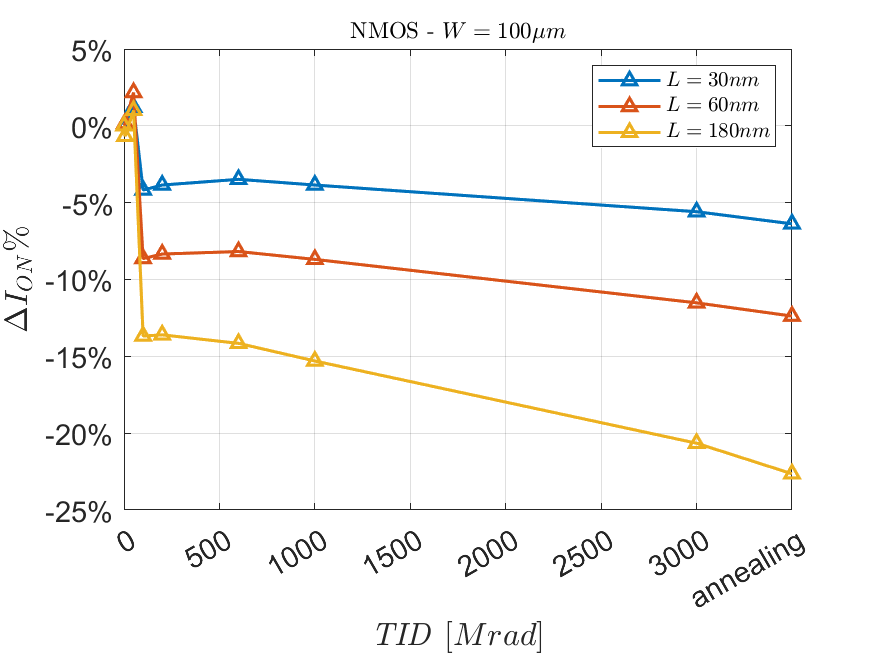 NMOS - W = 100μm
5%
0%
-5%
-10%
-15%
-20%
-25%
ΔI_ON%
L = 30nm
L = 60nm
L = 180nm
0
500
1000
1500
2000
2500
3000
annealing
TID [Mrad]